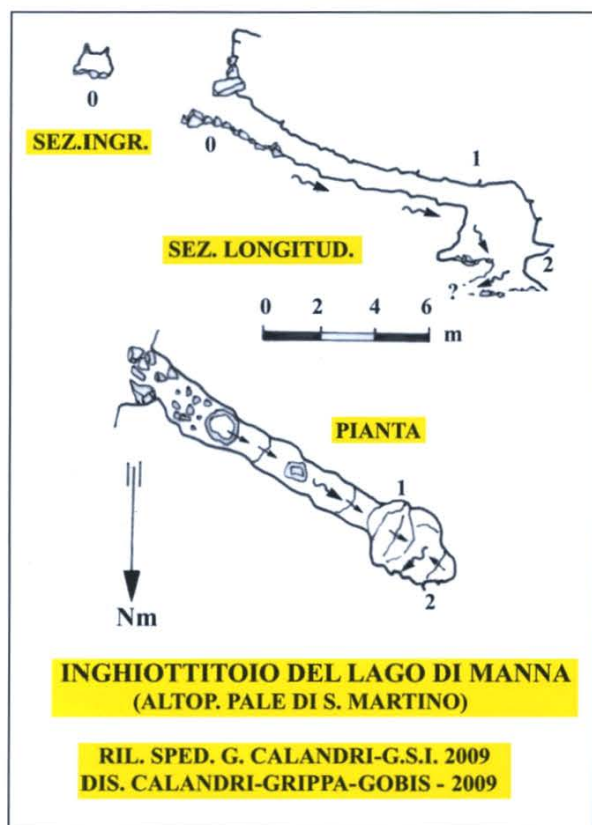 0
SEZ.INGR.
0
1
2
?
SEZ. LONGITUD.
0 2 4 6
m
PIANTA
1
2
Nm
INGHIOTTITOIO DEL LAGO DI MANNA
(ALTOP. PALE DI S. MARTINO)
RIL. SPED. G. CALANDRI-G.S.I. 2009
DIS. CALANDRI-GRIPPA-GOBIS - 2009